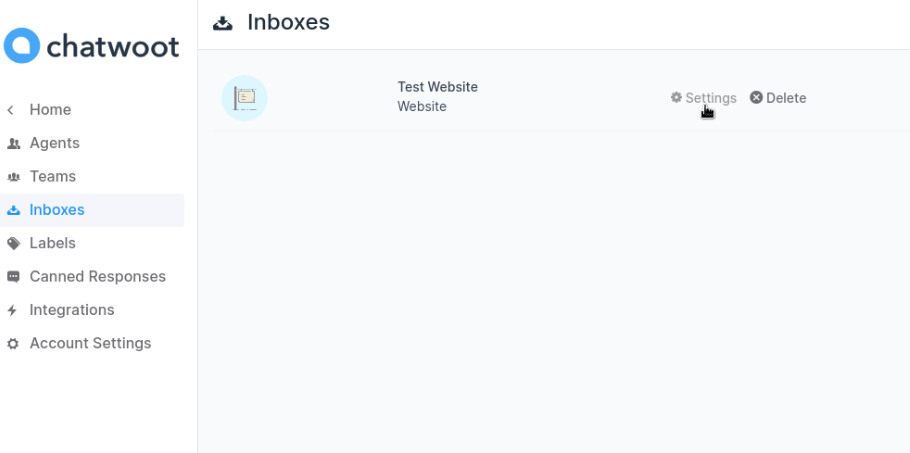 chatwoot
Home
Agents
Teams
Inboxes
Labels
Canned Responses
Integrations
Account Settings
Inboxes
Test Website
Website
Settings
Delete